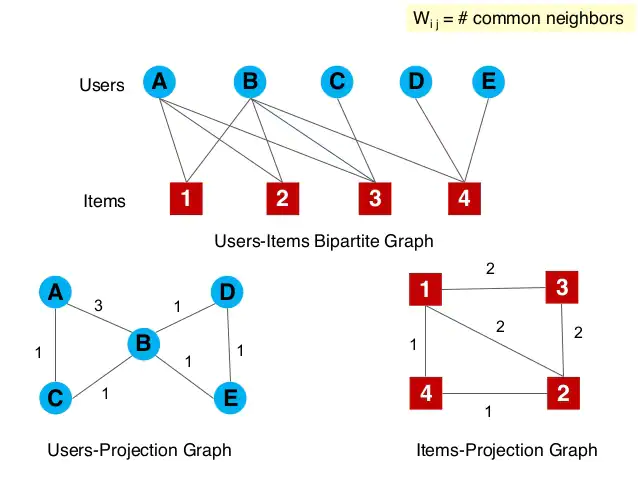 W i j = # common neighbors
Users A B C D E
Items 1 2 3 4
Users-Items Bipartite Graph
A D
3 1
B
1 1 1
1
C E
Users-Projection Graph
2
1 3
2 2
1
4 2
1
Items-Projection Graph